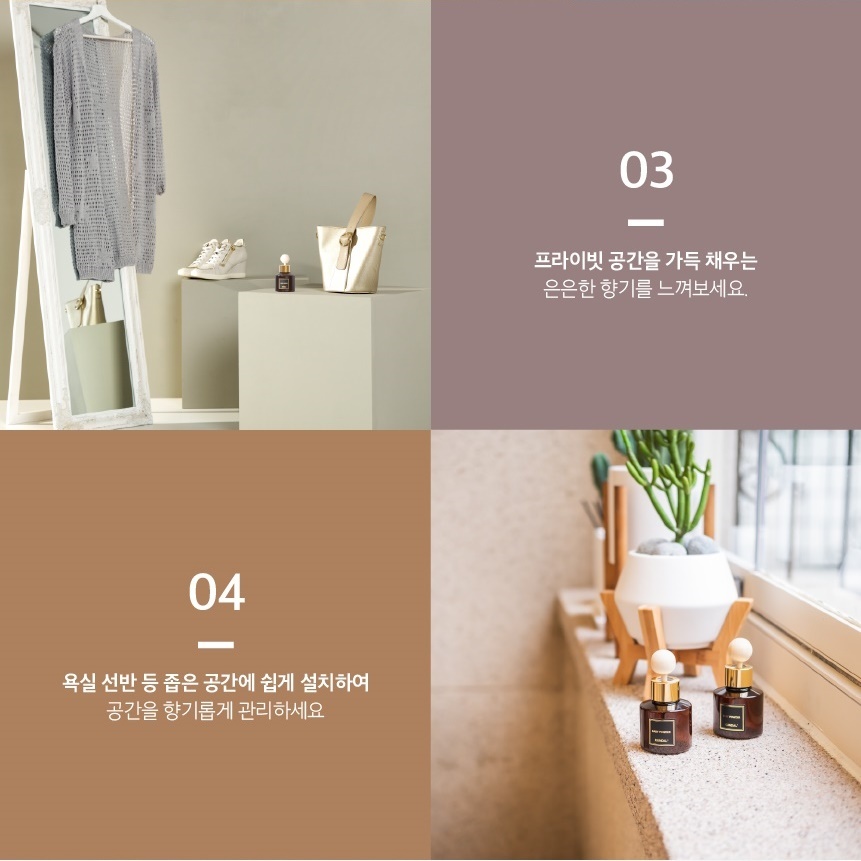 03
프라이빗 공간을 가득 채우는
은은한 향기를 느껴보세요.
04
욕실 선반 등 좁은 공간에 쉽게 설치하여
공간을 향기롭게 관리하세요